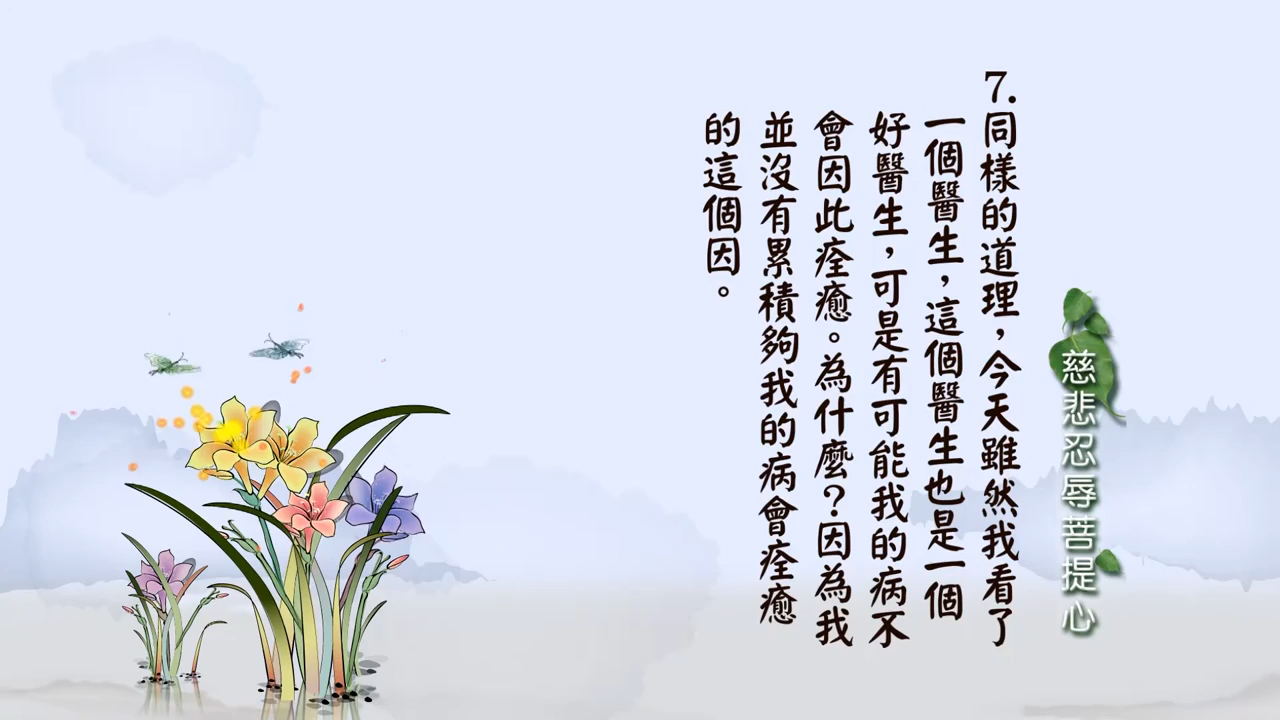 慈悲忍辱菩提心
7.同樣的道理，今天雖然我看了
一個醫生，這個醫生也是一個
好醫生，可是有可能我的病不
會因此痊癒。為什麼？因為我
並沒有累積夠我的病會痊癒
的這個因。